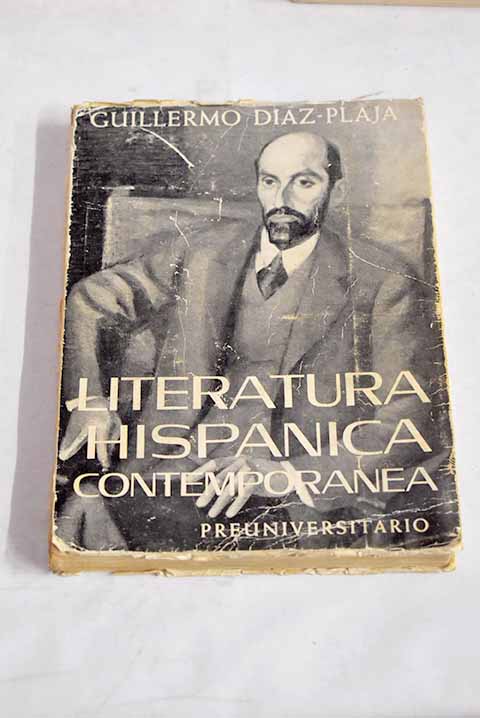 GUILLERMO DIAZ-PLAJA
LITERATURA
HISPANICA
CONTEMPORANEA
PREUNIVERSITARIO